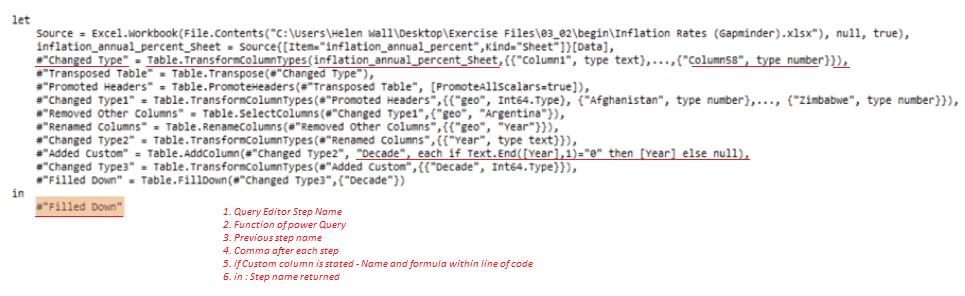 let
Source = Excel.Workbook(File.Contents("C:\Users\Helen Wall\Desktop\Exercise Files\03_02\begin\Inflation Rates (Gapminder).xlsx"), null, true),
inflation_annual_percent_Sheet = Source{[Item="inflation_annual_percent",Kind="Sheet"]}[Data],
#"Changed Type" = Table.TransformColumnTypes(inflation_annual_percent_Sheet,{{"Column1", type text},...,{"Column58", type number}}),
#"Transposed Table" = Table.Transpose(#"Changed Type"),
#"Promoted Headers" = Table.PromoteHeaders(#"Transposed Table", [PromoteAllScalars=true]),
#"Changed Type1" = Table.TransformColumnTypes(#"Promoted Headers",{{"geo", Int64.Type}, {"Afghanistan", type number},..., {"Zimbabwe", type number}}),
#"Removed Other Columns" = Table.SelectColumns(#"Changed Type1",{"geo", "Argentina"}),
#"Renamed Columns" = Table.RenameColumns(#"Removed Other Columns",{{"geo", "Year"}}),
#"Changed Type2" = Table.TransformColumnTypes(#"Renamed Columns",{{"Year", type text}}),
#"Added Custom" = Table.AddColumn(#"Changed Type2", "Decade", each if Text.End([Year],1)="0" then [Year] else null),
#"Changed Type3" = Table.TransformColumnTypes(#"Added Custom",{{"Decade", Int64.Type}}),
#"Filled Down" = Table.FillDown(#"Changed Type3",{"Decade"})
in
#"Filled Down"
1. Query Editor Step Name
2. Function of power Query
3. Previous step name
4. Comma after each step
5. if Custom column is stated - Name and formula within line of code
6. in : Step name returned